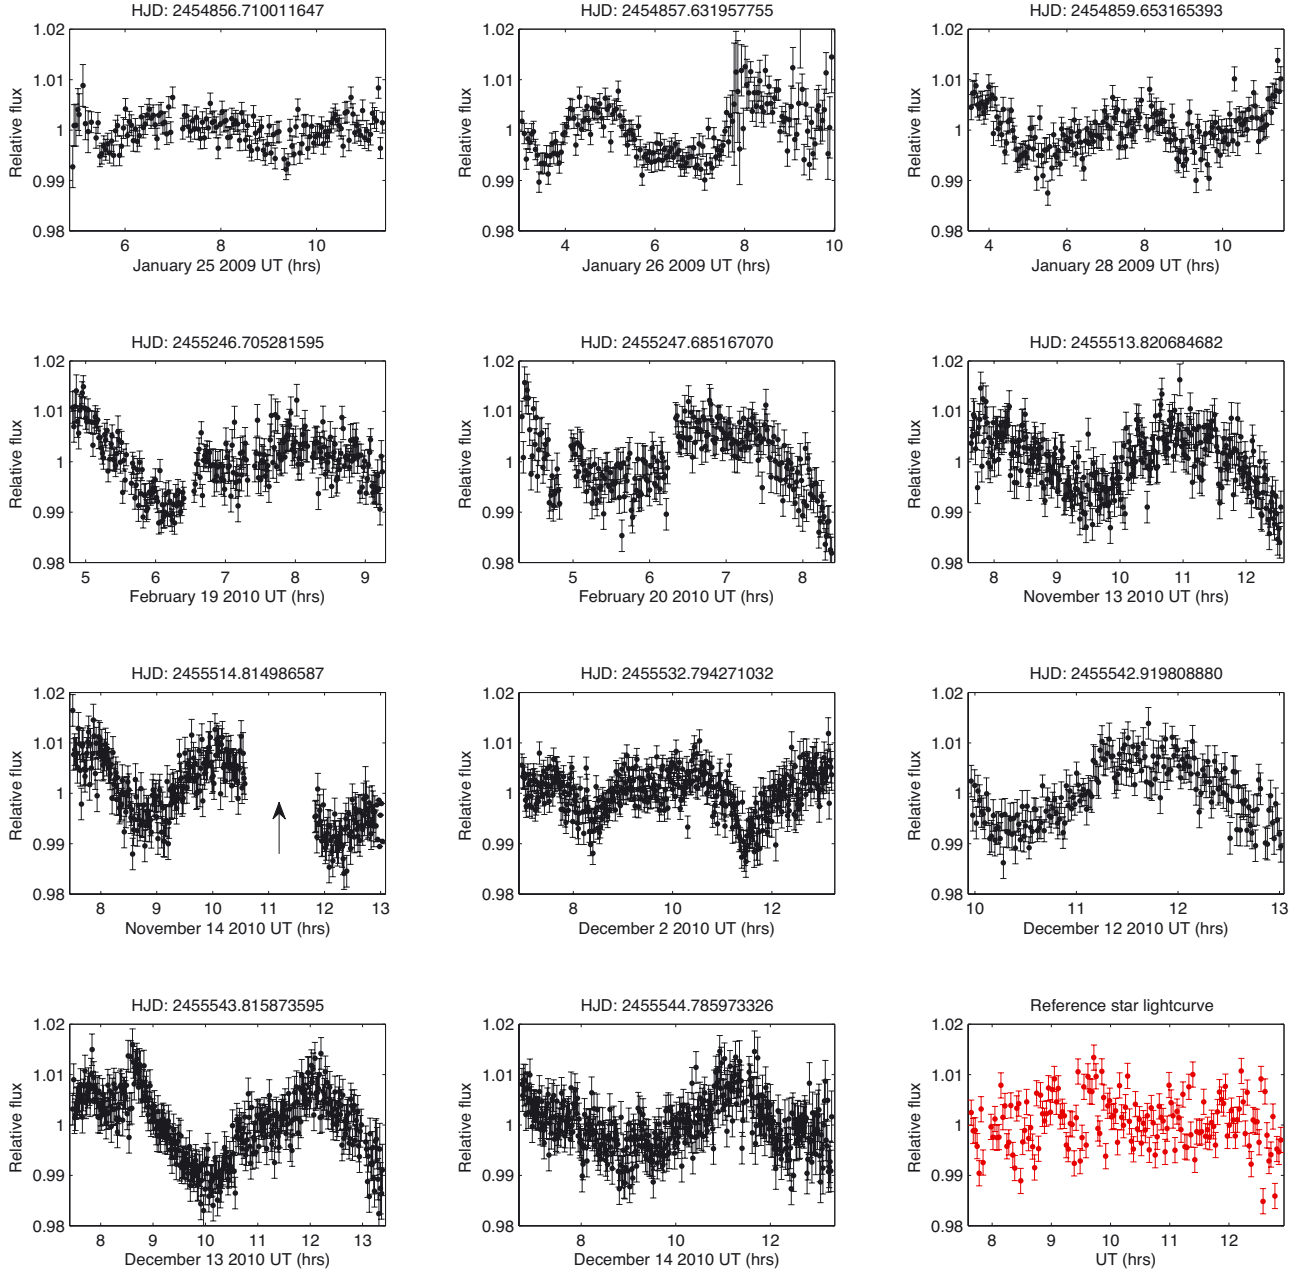 HJD: 2454856.710011647
1.02
1.01
1
0.99
0.98
Relative flux
6 8 10
January 25 2009 UT (hrs)
HJD: 2454857.631957755
1.02
1.01
1
0.99
0.98
Relative flux
4 6 8 10
January 26 2009 UT (hrs)
HJD: 2454859.653165393
1.02
1.01
1
0.99
0.98
Relative flux
4 6 8 10
January 28 2009 UT (hrs)
HJD: 2455246.705281595
1.02
1.01
1
0.99
0.98
Relative flux
5 6 7 8 9
February 19 2010 UT (hrs)
HJD: 2455247.685167070
1.02
1.01
1
0.99
0.98
Relative flux
5 6 7 8
February 20 2010 UT (hrs)
HJD: 2455513.820684682
1.02
1.01
1
0.99
0.98
Relative flux
8 9 10 11 12
November 13 2010 UT (hrs)
HJD: 2455514.814986587
1.02
1.01
1
0.99
0.98
Relative flux
8 9 10 11 12 13
November 14 2010 UT (hrs)
HJD: 2455532.794271032
1.02
1.01
1
0.99
0.98
Relative flux
8 10 12
December 2 2010 UT (hrs)
HJD: 2455542.919808880
1.02
1.01
1
0.99
0.98
Relative flux
10 11 12 13
December 12 2010 UT (hrs)
HJD: 2455543.815873595
1.02
1.01
1
0.99
0.98
Relative flux
8 9 10 11 12 13
December 13 2010 UT (hrs)
HJD: 2455544.785973326
1.02
1.01
1
0.99
0.98
Relative flux
8 10 12
December 14 2010 UT (hrs)
Reference star lightcurve
1.02
1.01
1
0.99
0.98
Relative flux
8 9 10 11 12
UT (hrs)